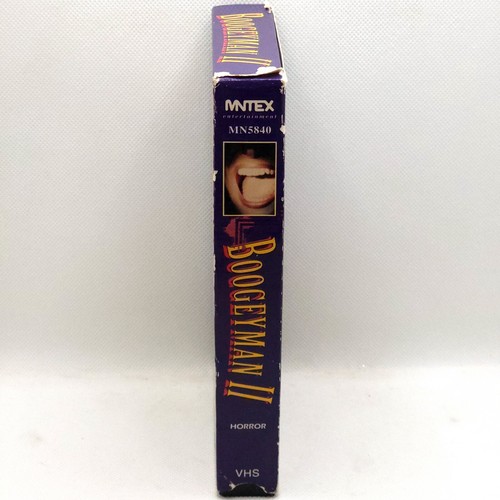 BOOGEYMAN II
MNTEX
entertainment
MN5840
BOOGEYMAN II
HORROR
VHS